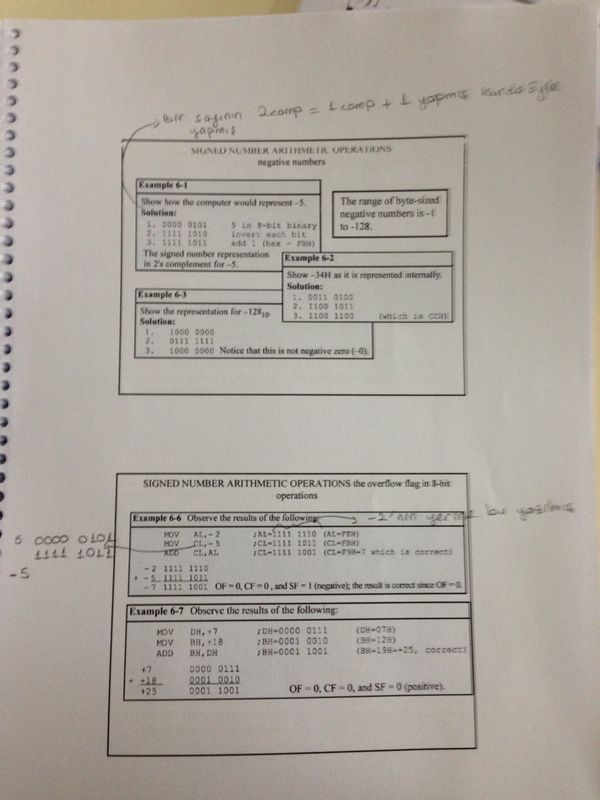 Bir sayının 2comp = 1comp + 1 yapmış burda öyle
yapmış
SIGNED NUMBER ARITHMETIC OPERATIONS
negative numbers
Example 6-1
Show how the computer would represent -5.
Solution:
1. 0000 0101 5 in 8-bit binary
2. 1111 1010 invert each bit
3. 1111 1011 add 1 (hex = FBH)
The signed number representation
in 2's complement for -5.
The range of byte-sized
negative numbers is -1
to -128.
Example 6-2
Show -34H as it is represented internally.
Solution:
1. 0011 0100
2. 1100 1011
3. 1100 1100 (which is CCH)
Example 6-3
Show the representation for -128₁₀.
Solution:
1. 1000 0000
2. 0111 1111
3. 1000 0000 Notice that this is not negative zero (-0).
SIGNED NUMBER ARITHMETIC OPERATIONS the overflow flag in 8-bit
operations
Example 6-6 Observe the results of the following:
-2' nin yerine bu yazılmış
MOV AL,-2 ;AL=1111 1110 (AL=FEH)
MOV CL,-5 ;CL=1111 1011 (CL=FBH)
ADD CL,AL ;CL=1111 1001 (CL=F9H=-7 which is correct)
5 0000 0101
1111 1011
-5
-2 1111 1110
+ -5 1111 1011
-7 1111 1001 OF = 0, CF = 0, and SF = 1 (negative); the result is correct since OF = 0.
Example 6-7 Observe the results of the following:
MOV DH,+7 ;DH=0000 0111 (DH=07H)
MOV BH,+18 ;BH=0001 0010 (BH=12H)
ADD BH,DH ;BH=0001 1001 (BH=19H=+25, correct)
+7 0000 0111
+ +18 0001 0010
+25 0001 1001 OF = 0, CF = 0, and SF = 0 (positive).